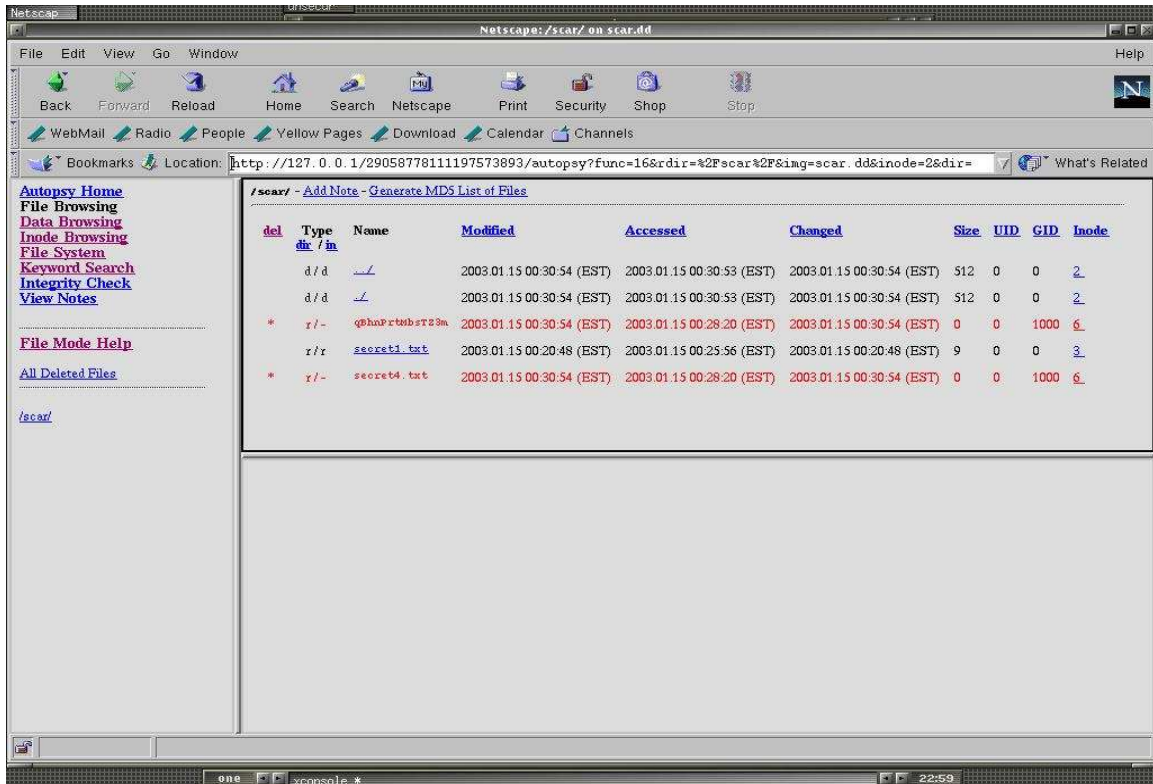 Netscap
unsecur
Netscape: /scar/ on scar.dd
File Edit View Go Window Help
Back Forward Reload Home Search Netscape Print Security Shop Stop
My
N
WebMail Radio People Yellow Pages Download Calendar Channels
Bookmarks Location: http://127.0.0.1/29058778111197573893/autopsy?func=16&rdir=%2Fscar%2F&img=scar.dd&inode=2&dir= What's Related
Autopsy Home
File Browsing
Data Browsing
Inode Browsing
File System
Keyword Search
Integrity Check
View Notes
File Mode Help
All Deleted Files
/scar/
/scar/ - Add Note - Generate MD5 List of Files
del Type dir / in Name Modified Accessed Changed Size UID GID Inode
d / d ../ 2003.01.15 00:30:54 (EST) 2003.01.15 00:30:53 (EST) 2003.01.15 00:30:54 (EST) 512 0 0 2
d / d ./ 2003.01.15 00:30:54 (EST) 2003.01.15 00:30:53 (EST) 2003.01.15 00:30:54 (EST) 512 0 0 2
* r / - 2003.01.15 00:30:54 (EST) 2003.01.15 00:28:20 (EST) 2003.01.15 00:30:54 (EST) 0 0 1000 6
r / r secret1.txt 2003.01.15 00:20:48 (EST) 2003.01.15 00:25:56 (EST) 2003.01.15 00:20:48 (EST) 9 0 0 3
* r / - secret4.txt 2003.01.15 00:30:54 (EST) 2003.01.15 00:28:20 (EST) 2003.01.15 00:30:54 (EST) 0 0 1000 6
one xconsole * 22:59